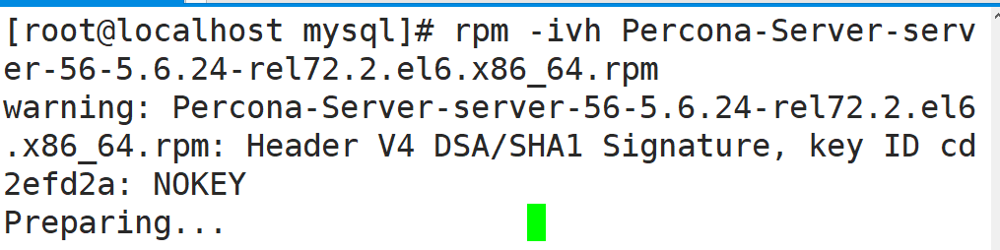 [root@localhost mysql]# rpm -ivh Percona-Server-serv
er-56-5.6.24-rel72.2.el6.x86_64.rpm
warning: Percona-Server-server-56-5.6.24-rel72.2.el6
.x86_64.rpm: Header V4 DSA/SHA1 Signature, key ID cd
2efd2a: NOKEY
Preparing...